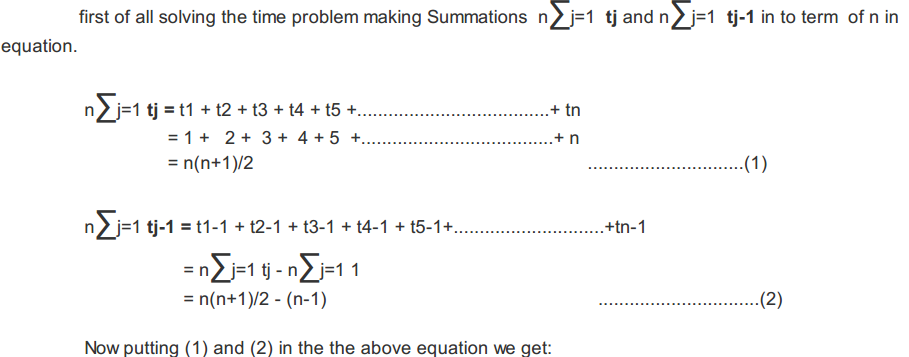 first of all solving the time problem making Summations n∑j=1 tj and n∑j=1 tj-1 in to term of n in
equation.
n∑j=1 tj = t1 + t2 + t3 + t4 + t5 +......................................+ tn
= 1 + 2 + 3 + 4 + 5 +.......................................+ n
= n(n+1)/2 ...............................(1)
n∑j=1 tj-1 = t1-1 + t2-1 + t3-1 + t4-1 + t5-1+..............................+tn-1
= n∑j=1 tj - n∑j=1 1
= n(n+1)/2 - (n-1) ................................(2)
Now putting (1) and (2) in the the above equation we get: